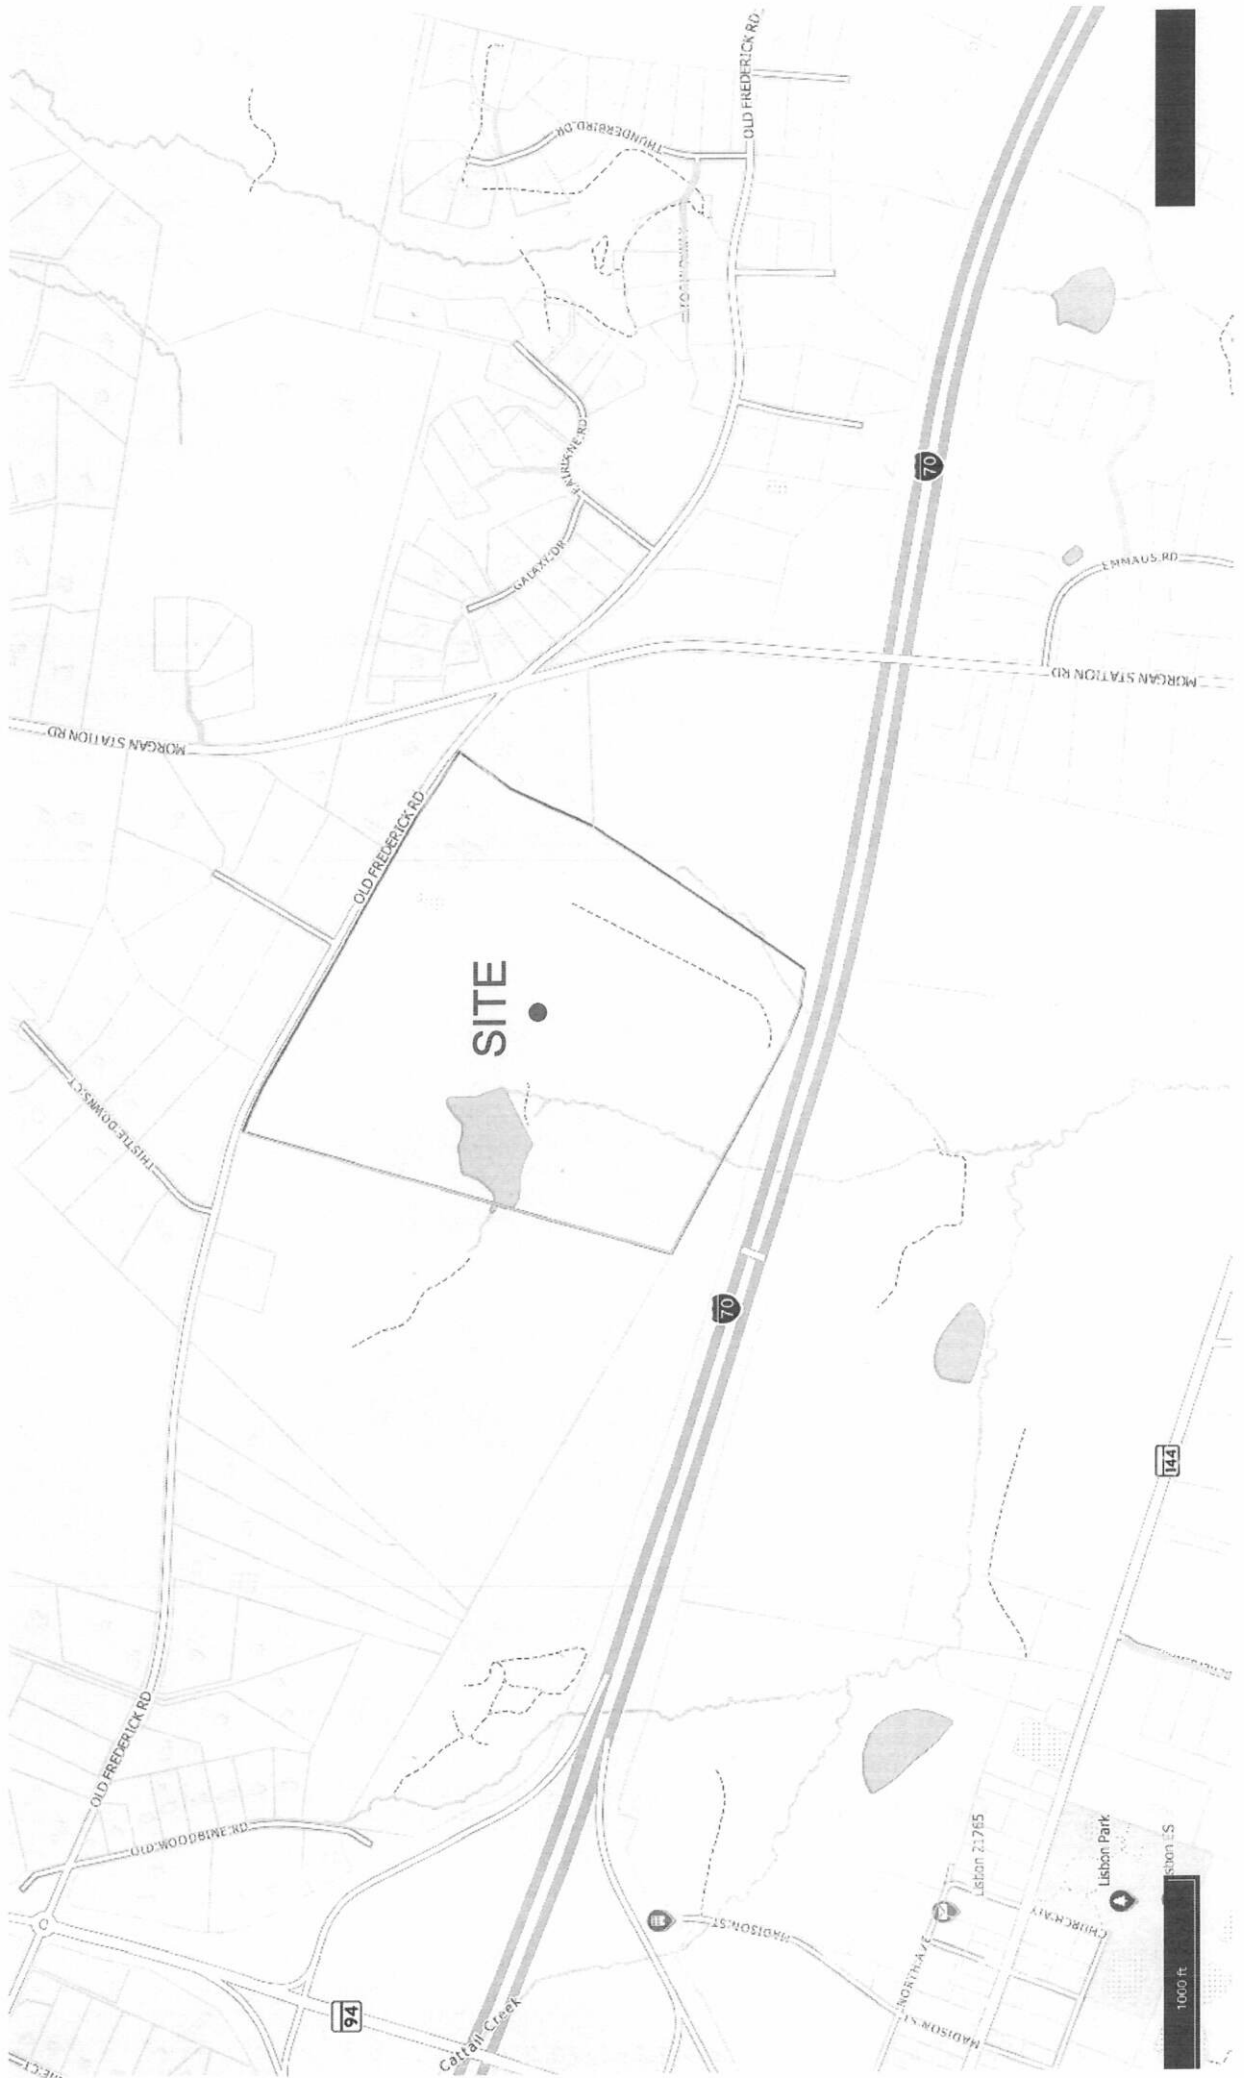 OLD FREDERICK RD
THUNDERBIRD DR
FAIRLANE RD
GALAXY DR
70
EMMAUS RD
MORGAN STATION RD
MORGAN STATION RD
OLD FREDERICK RD
SITE
THISTLE DOWNS CT
70
144
OLD FREDERICK RD
OLD WOODBINE RD
94
Cattail Creek
MADISON ST
NORTH AVE
MADISON ST
CHURCH ALY
Lisbon 21765
Lisbon Park
sbon ES
1000 ft